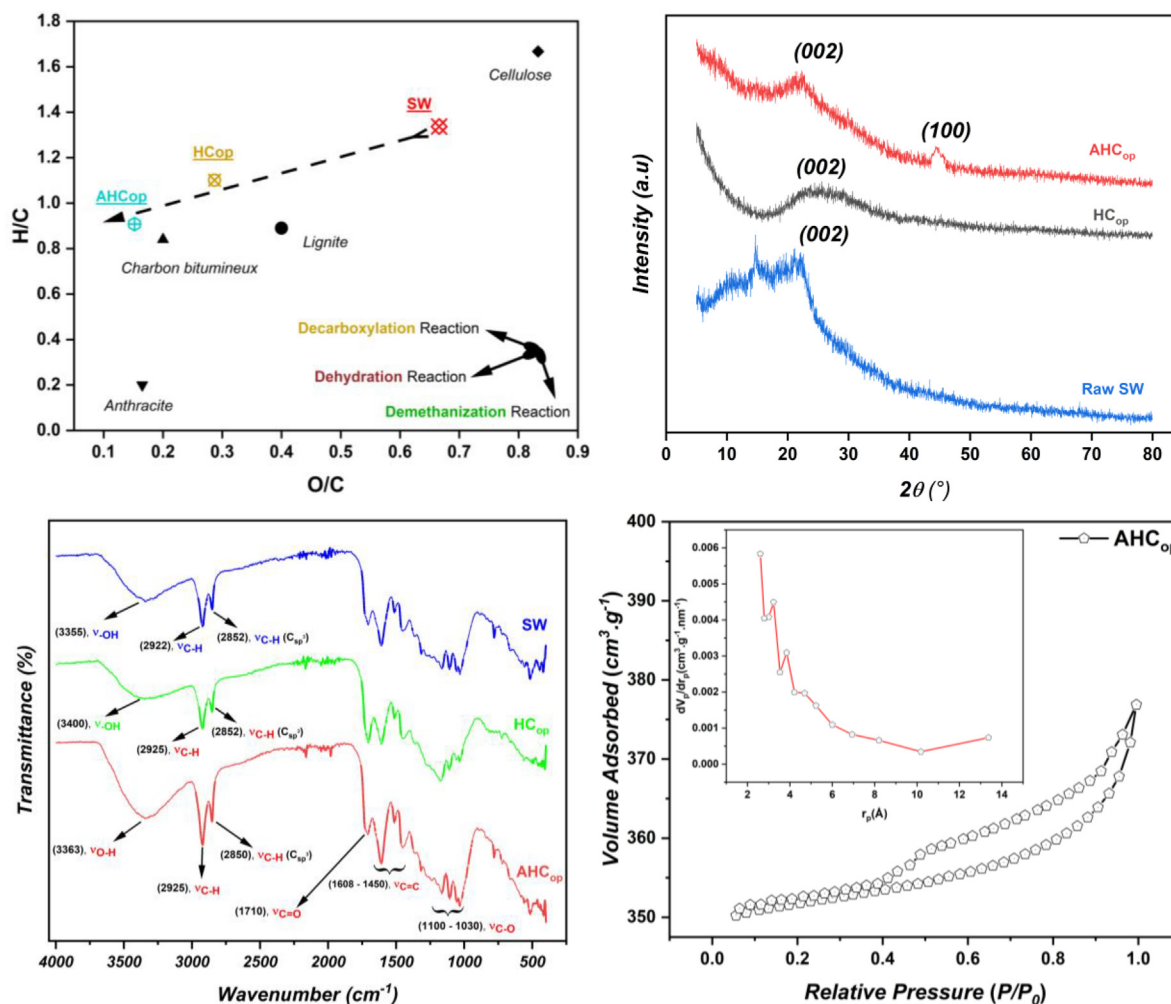 1.8
1.6
1.4
1.2
1.0
0.8
0.6
0.4
0.2
0.0
H/C
Cellulose
SW
HCop
AHCop
Lignite
Charbon bitumineux
Decarboxylation Reaction
Dehydration Reaction
Demethanization Reaction
Anthracite
0.1 0.2 0.3 0.4 0.5 0.6 0.7 0.8 0.9
O/C
Intensity (a.u)
(002)
(100)
AHCop
(002)
HCop
(002)
Raw SW
0 10 20 30 40 50 60 70 80
2θ (°)
Transmittance (%)
SW
(3355), ν-OH
(2922), νC-H
(2852), νC-H (Csp³)
HCop
(3400), ν-OH
(2925), νC-H
(2852), νC-H (Csp³)
AHCop
(3363), νO-H
(2925), νC-H
(2850), νC-H (Csp³)
(1710), νC=O
(1608 - 1450), νC=C
(1100 - 1030), νC-O
4000 3500 3000 2500 2000 1500 1000 500
Wavenumber (cm-1)
400
390
380
370
360
350
Volume Adsorbed (cm³.g-1)
AHCop
0.006
0.005
0.004
0.003
0.002
0.001
0.000
dVp/drp(cm³.g-1.nm-1)
2 4 6 8 10 12 14
rp(Å)
0.0 0.2 0.4 0.6 0.8 1.0
Relative Pressure (P/P0)